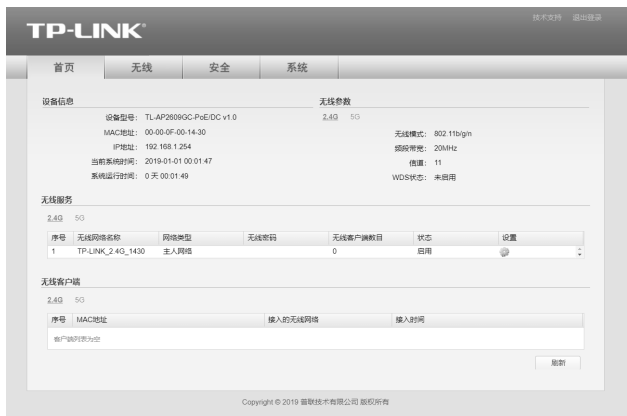 技术支持 退出登录
TP-LINK®
首页 无线 安全 系统
设备信息 无线参数
设备型号： TL-AP2609GC-PoE/DC v1.0 2.4G 5G
MAC地址： 00-00-0F-00-14-30 无线模式： 802.11b/g/n
IP地址： 192.168.1.254 频段带宽： 20MHz
当前系统时间： 2019-01-01 00:01:47 信道： 11
系统运行时间： 0 天 00:01:49 WDS状态： 未启用
无线服务
2.4G 5G
序号 无线网络名称 网络类型 无线密码 无线客户端数目 状态 设置
1 TP-LINK_2.4G_1430 主人网络 0 启用
无线客户端
2.4G 5G
序号 MAC地址 接入的无线网络 接入时间
客户端列表为空
刷新
Copyright © 2019 普联技术有限公司 版权所有